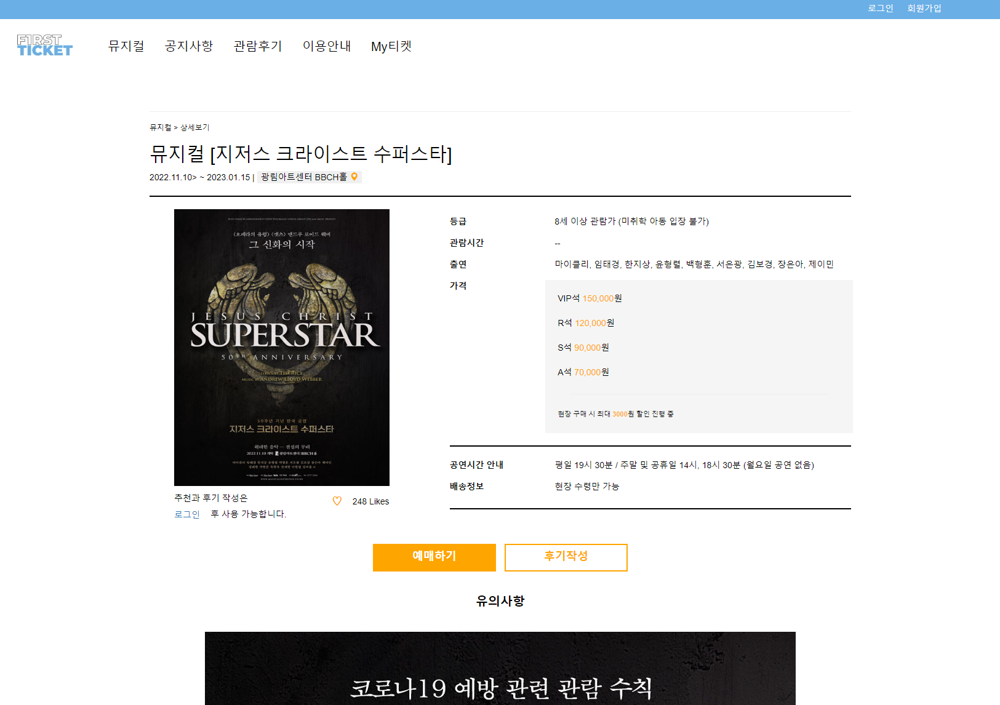 로그인 회원가입
F1RST
TICKET
뮤지컬 공지사항 관람후기 이용안내 My티켓
뮤지컬 > 상세보기
뮤지컬 [지저스 크라이스트 수퍼스타]
2022.11.10> ~ 2023.01.15 | 광림아트센터 BBCH홀
<오페라의 유령> <캣츠> 앤드루 로이드 웨버
그 신화의 시작
JESUS CHRIST
SUPERSTAR
50TH ANNIVERSARY
LYRICS BY TIM RICE
MUSIC BY ANDREW LLOYD WEBBER
50주년 기념 한국 공연
지저스 크라이스트 수퍼스타
위대한 음악 … 전설의 무대
2022.11.10 개막 광림아트센터 BBCH홀
추천과 후기 작성은
로그인 후 사용 가능합니다.
248 Likes
등급 8세 이상 관람가 (미취학 아동 입장 불가)
관람시간 --
출연 마이클리, 임태경, 한지상, 윤형렬, 백형훈, 서은광, 김보경, 장은아, 제이민
가격
VIP석 150,000원
R석 120,000원
S석 90,000원
A석 70,000원
현장 구매 시 최대 3000원 할인 진행 중
공연시간 안내 평일 19시 30분 / 주말 및 공휴일 14시, 18시 30분 (월요일 공연 없음)
배송정보 현장 수령만 가능
예매하기 후기작성
유의사항
코로나19 예방 관련 관람 수칙